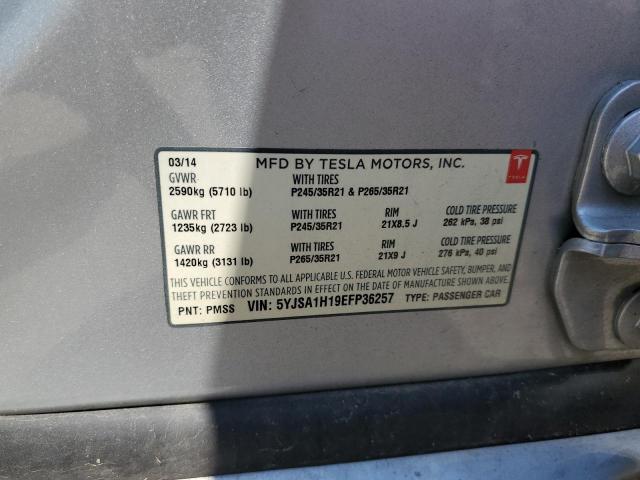 03/14 MFD BY TESLA MOTORS, INC.
TESLA
GVWR WITH TIRES
2590kg (5710 lb) P245/35R21 & P265/35R21
GAWR FRT WITH TIRES RIM COLD TIRE PRESSURE
1235kg (2723 lb) P245/35R21 21X8.5 J 262 kPa, 38 psi
GAWR RR WITH TIRES RIM COLD TIRE PRESSURE
1420kg (3131 lb) P265/35R21 21X9 J 276 kPa, 40 psi
THIS VEHICLE CONFORMS TO ALL APPLICABLE U.S. FEDERAL MOTOR VEHICLE SAFETY, BUMPER, AND
THEFT PREVENTION STANDARDS IN EFFECT ON THE DATE OF MANUFACTURE SHOWN ABOVE.
PNT: PMSS VIN: 5YJSA1H19EFP36257 TYPE: PASSENGER CAR